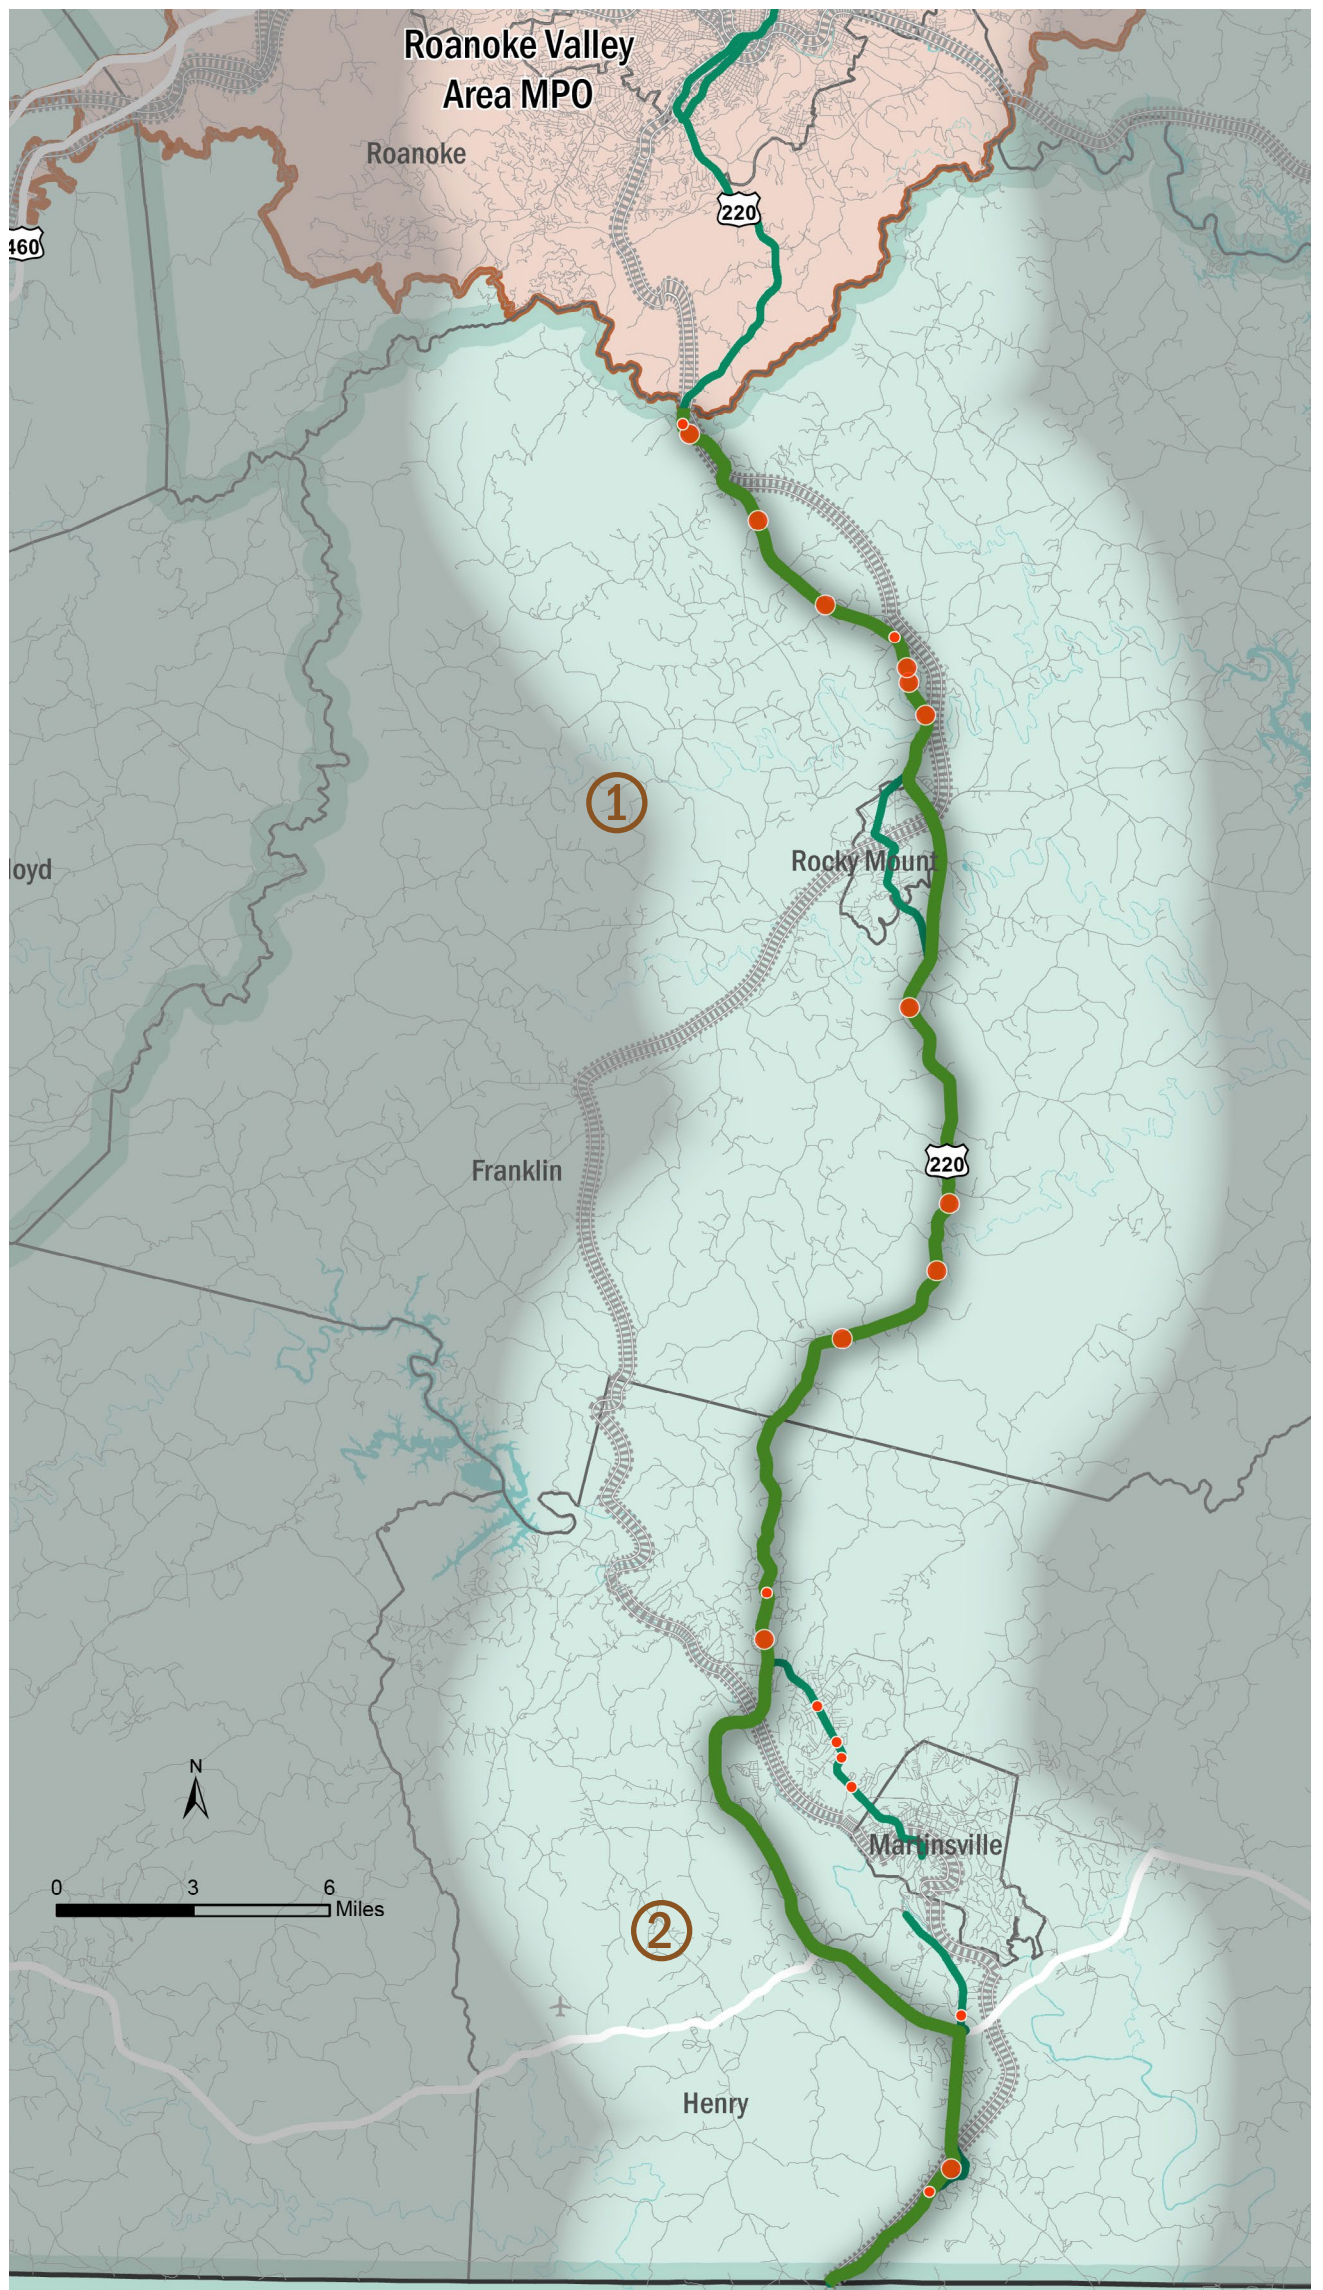 Roanoke Valley
Area MPO
Roanoke
220
460
1
Rocky Mount
loyd
220
Franklin
N
Martinsville
0 3 6
Miles
2
Henry